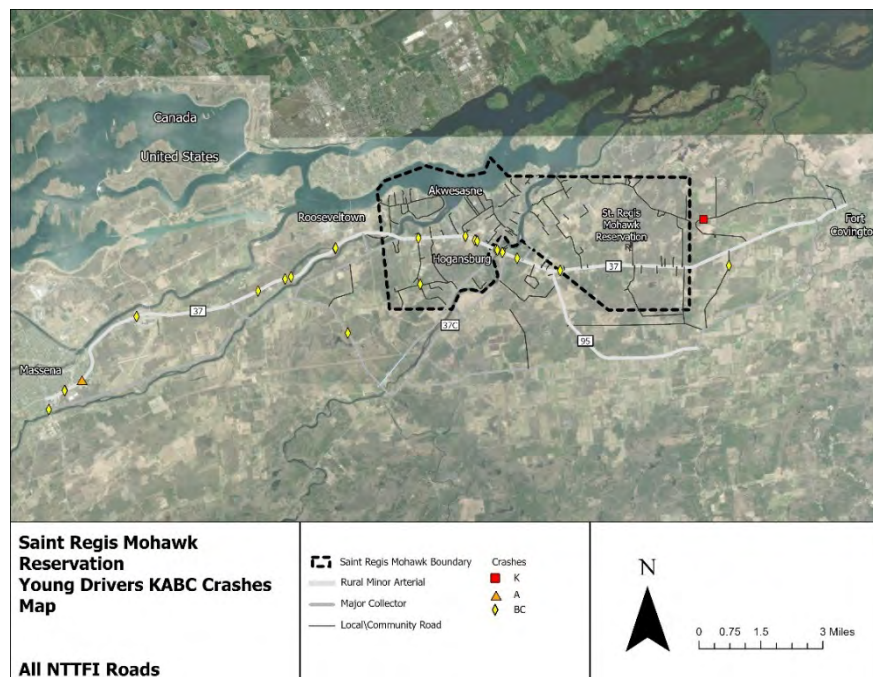 Canada
United States
Akwesasne
Rooseveltown
St. Regis
Mohawk
Reservation
Fort
Covington
Hogansburg
37
37
37C
95
Massena
Saint Regis Mohawk
Reservation
Young Drivers KABC Crashes
Map
All NTTFI Roads
Saint Regis Mohawk Boundary
Rural Minor Arterial
Major Collector
Local\Community Road
Crashes
K
A
BC
N
0 0.75 1.5 3 Miles